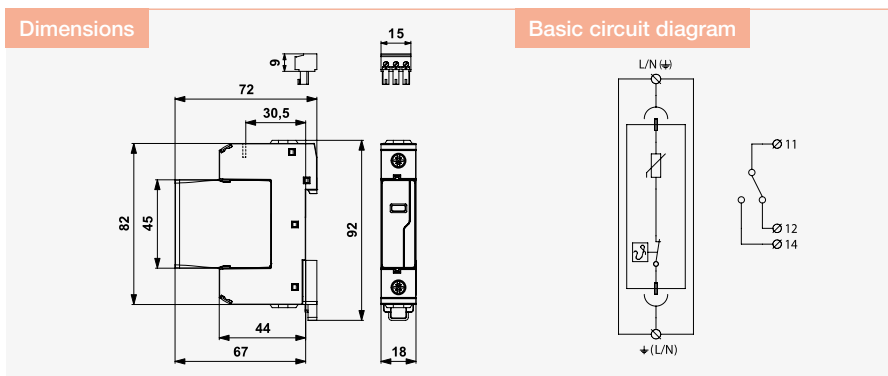 Dimensions
Basic circuit diagram
15
9
72
30,5
82
45
92
44
67
18
L/N (⏚)
11
12
14
ϑ
⏚ (L/N)